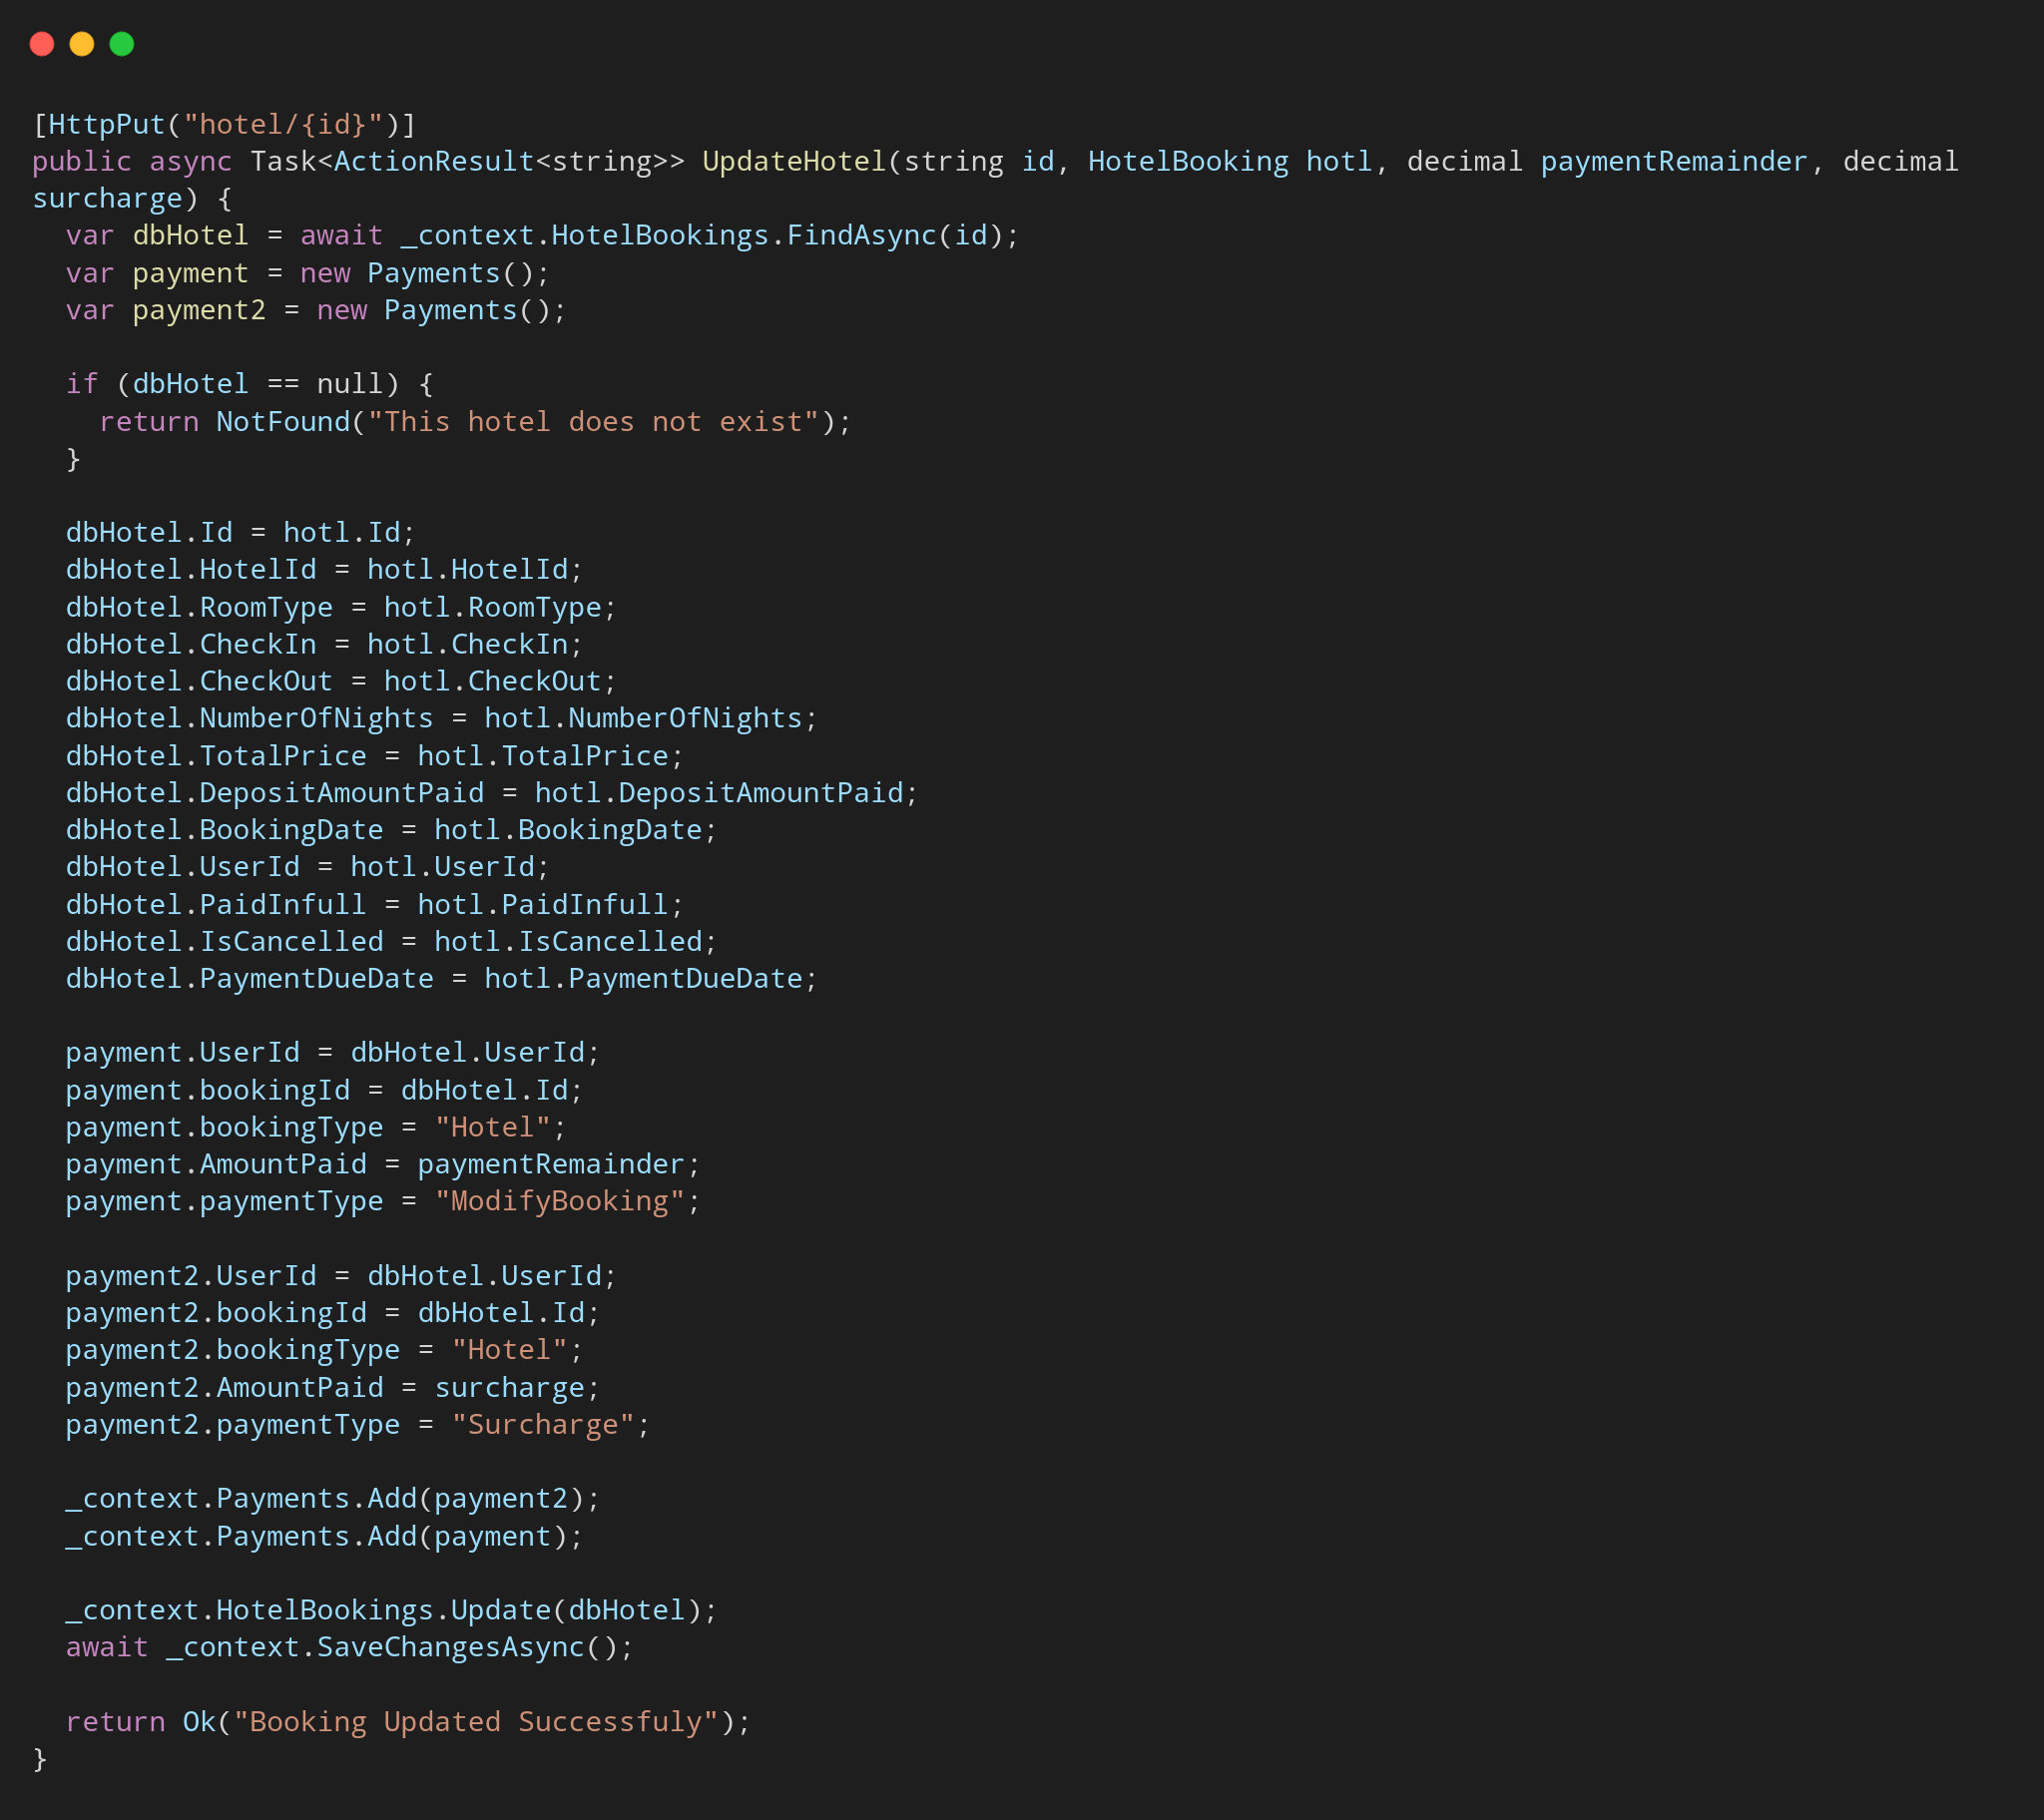 [HttpPut("hotel/{id}")]
public async Task<ActionResult<string>> UpdateHotel(string id, HotelBooking hotl, decimal paymentRemainder, decimal
surcharge) {
  var dbHotel = await _context.HotelBookings.FindAsync(id);
  var payment = new Payments();
  var payment2 = new Payments();

  if (dbHotel == null) {
    return NotFound("This hotel does not exist");
  }

  dbHotel.Id = hotl.Id;
  dbHotel.HotelId = hotl.HotelId;
  dbHotel.RoomType = hotl.RoomType;
  dbHotel.CheckIn = hotl.CheckIn;
  dbHotel.CheckOut = hotl.CheckOut;
  dbHotel.NumberOfNights = hotl.NumberOfNights;
  dbHotel.TotalPrice = hotl.TotalPrice;
  dbHotel.DepositAmountPaid = hotl.DepositAmountPaid;
  dbHotel.BookingDate = hotl.BookingDate;
  dbHotel.UserId = hotl.UserId;
  dbHotel.PaidInfull = hotl.PaidInfull;
  dbHotel.IsCancelled = hotl.IsCancelled;
  dbHotel.PaymentDueDate = hotl.PaymentDueDate;

  payment.UserId = dbHotel.UserId;
  payment.bookingId = dbHotel.Id;
  payment.bookingType = "Hotel";
  payment.AmountPaid = paymentRemainder;
  payment.paymentType = "ModifyBooking";

  payment2.UserId = dbHotel.UserId;
  payment2.bookingId = dbHotel.Id;
  payment2.bookingType = "Hotel";
  payment2.AmountPaid = surcharge;
  payment2.paymentType = "Surcharge";

  _context.Payments.Add(payment2);
  _context.Payments.Add(payment);

  _context.HotelBookings.Update(dbHotel);
  await _context.SaveChangesAsync();

  return Ok("Booking Updated Successfuly");
}